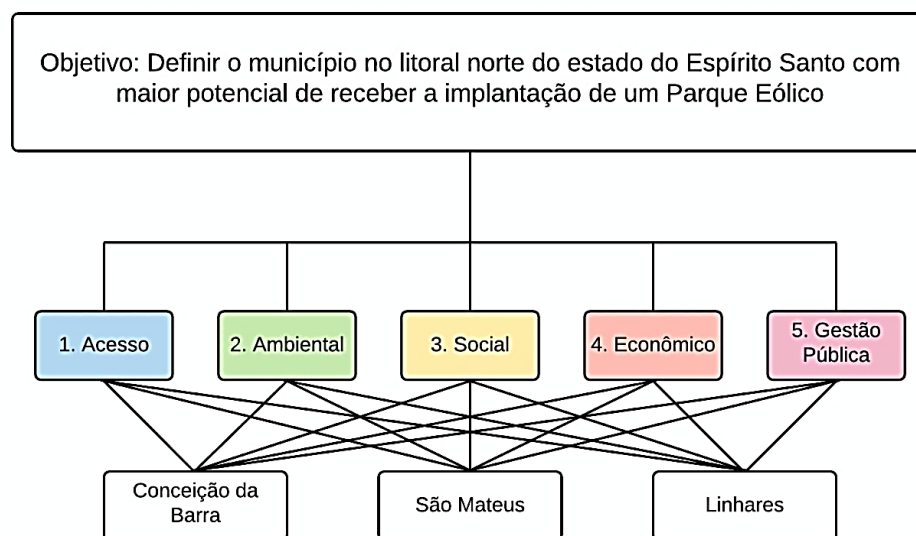 Objetivo: Definir o município no litoral norte do estado do Espírito Santo com
maior potencial de receber a implantação de um Parque Eólico
1. Acesso
2. Ambiental
3. Social
4. Econômico
5. Gestão
Pública
Conceição da
Barra
São Mateus
Linhares